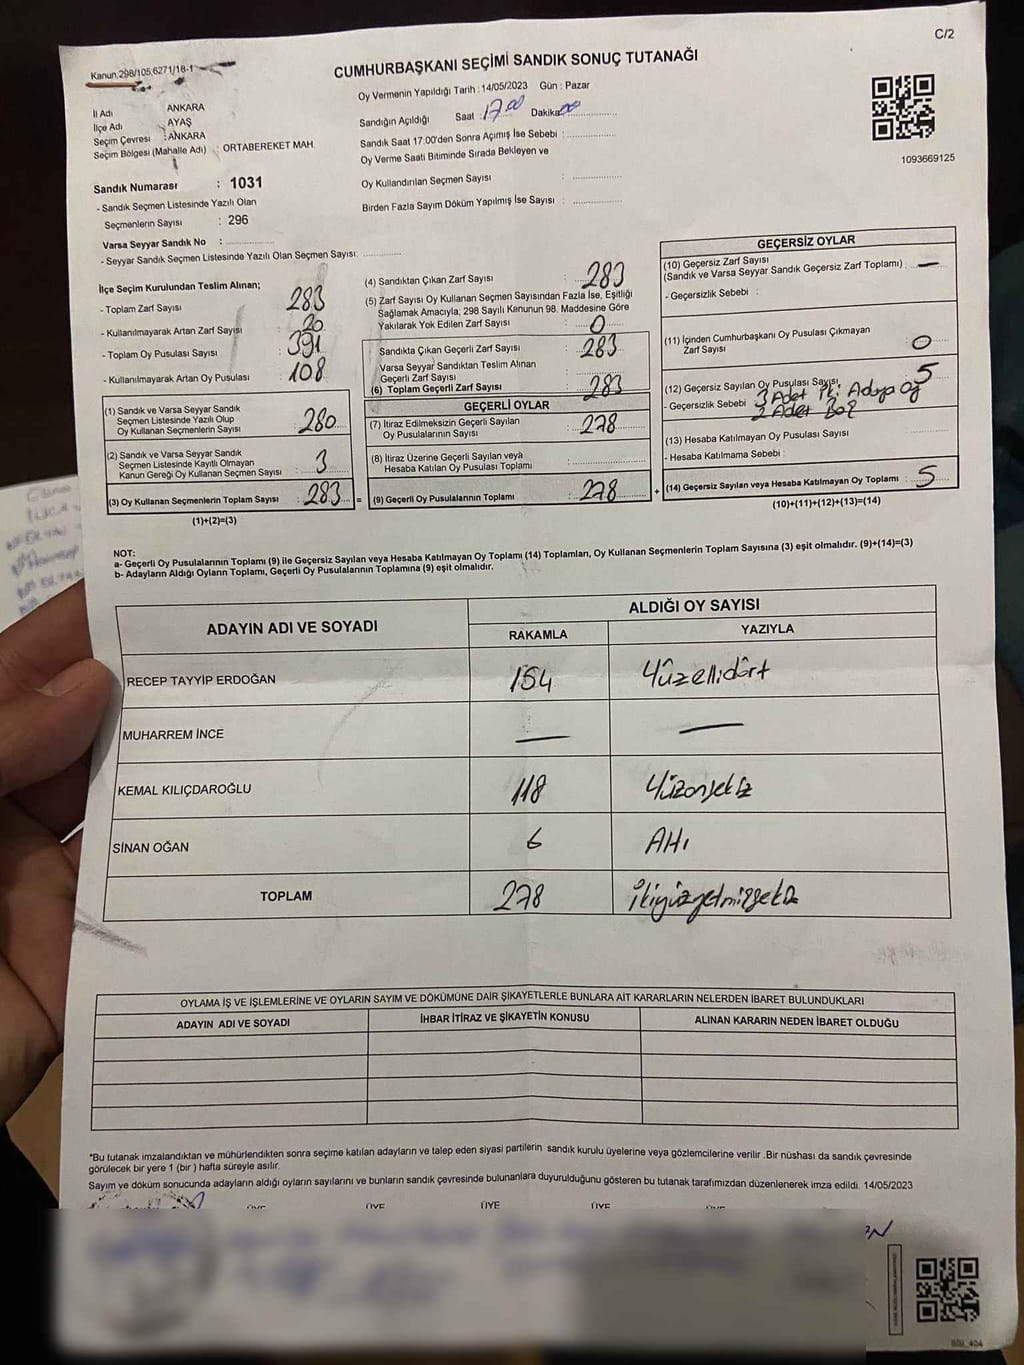 C/2
Kanun.298/105,6271/18-1
CUMHURBAŞKANI SEÇİMİ SANDIK SONUÇ TUTANAĞI
İl Adı ANKARA
İlçe Adı AYAŞ
Seçim Çevresi : ANKARA
Seçim Bölgesi (Mahalle Adı) : ORTABEREKET MAH.
Sandık Numarası : 1031
- Sandık Seçmen Listesinde Yazılı Olan
Seçmenlerin Sayısı : 296
Varsa Seyyar Sandık No :
- Seyyar Sandık Seçmen Listesinde Yazılı Olan Seçmen Sayısı:
Oy Vermenin Yapıldığı Tarih : 14/05/2023 Gün : Pazar
Sandığın Açıldığı Saat : 17.00 Dakika 00
Sandık Saat 17:00'den Sonra Açımış İse Sebebi :
Oy Verme Saati Bitiminde Sırada Bekleyen ve
Oy Kullandırılan Seçmen Sayısı :
Birden Fazla Sayım Döküm Yapılmış İse Sayısı :
1093669125
İlçe Seçim Kurulundan Teslim Alınan;
- Toplam Zarf Sayısı : 283
- Kullanılmayarak Artan Zarf Sayısı : 20
- Toplam Oy Pusulası Sayısı : 391
- Kullanılmayarak Artan Oy Pusulası : 108
(1) Sandık ve Varsa Seyyar Sandık
Seçmen Listesinde Yazılı Olup
Oy Kullanan Seçmenlerin Sayısı : 280
(2) Sandık ve Varsa Seyyar Sandık
Seçmen Listesinde Kayıtlı Olmayan
Kanun Gereği Oy Kullanan Seçmen Sayısı : 3
(3) Oy Kullanan Seçmenlerin Toplam Sayısı : 283 =
(1)+(2)=(3)
(4) Sandıktan Çıkan Zarf Sayısı : 283
(5) Zarf Sayısı Oy Kullanan Seçmen Sayısından Fazla İse, Eşitliği
Sağlamak Amacıyla, 298 Sayılı Kanunun 98. Maddesine Göre
Yakılarak Yok Edilen Zarf Sayısı : 0
Sandıkta Çıkan Geçerli Zarf Sayısı : 283
Varsa Seyyar Sandıktan Teslim Alınan
Geçerli Zarf Sayısı :
(6) Toplam Geçerli Zarf Sayısı : 283
GEÇERLİ OYLAR
(7) İtiraz Edilmeksizin Geçerli Sayılan
Oy Pusulalarının Sayısı : 278
(8) İtiraz Üzerine Geçerli Sayılan veya
Hesaba Katılan Oy Pusulası Toplamı :
(9) Geçerli Oy Pusulalarının Toplamı : 278 +
GEÇERSİZ OYLAR
(10) Geçersiz Zarf Sayısı
(Sandık ve Varsa Seyyar Sandık Geçersiz Zarf Toplamı) : —
- Geçersizlik Sebebi :
(11) İçinden Cumhurbaşkanı Oy Pusulası Çıkmayan
Zarf Sayısı : 0
(12) Geçersiz Sayılan Oy Pusulası Sayısı : 5
- Geçersizlik Sebebi 3 Adet İki Adaya Oy
2 Adet Boş
(13) Hesaba Katılmayan Oy Pusulası Sayısı :
- Hesaba Katılmama Sebebi :
(14) Geçersiz Sayılan veya Hesaba Katılmayan Oy Toplamı : 5
(10)+(11)+(12)+(13)=(14)
NOT:
a- Geçerli Oy Pusulalarının Toplamı (9) ile Geçersiz Sayılan veya Hesaba Katılmayan Oy Toplamı (14) Toplamları, Oy Kullanan Seçmenlerin Toplam Sayısına (3) eşit olmalıdır. (9)+(14)=(3)
b- Adayların Aldığı Oyların Toplamı, Geçerli Oy Pusulalarının Toplamına (9) eşit olmalıdır.
ADAYIN ADI VE SOYADI ALDIĞI OY SAYISI
RAKAMLA YAZIYLA
RECEP TAYYİP ERDOĞAN 154 Yüzellidört
MUHARREM İNCE — —
KEMAL KILIÇDAROĞLU 118 Yüzonsekiz
SİNAN OĞAN 6 Altı
TOPLAM 278 ikiyüzyetmişsekiz
OYLAMA İŞ VE İŞLEMLERİNE VE OYLARIN SAYIM VE DÖKÜMÜNE DAİR ŞİKAYETLERLE BUNLARA AİT KARARLARIN NELERDEN İBARET BULUNDUKLARI
ADAYIN ADI VE SOYADI İHBAR İTİRAZ VE ŞİKAYETİN KONUSU ALINAN KARARIN NEDEN İBARET OLDUĞU
*Bu tutanak imzalandıktan ve mühürlendikten sonra seçime katılan adayların ve talep eden siyasi partilerin sandık kurulu üyelerine veya gözlemcilerine verilir .Bir nüshası da sandık çevresinde
görülecek bir yere 1 (bir ) hafta süreyle asılır.
Sayım ve döküm sonucunda adayların aldığı oyların sayılarını ve bunların sandık çevresinde bulunanlara duyurulduğunu gösteren bu tutanak tarafımızdan düzenlenerek imza edildi. 14/05/2023
ÜYE ÜYE ÜYE ÜYE